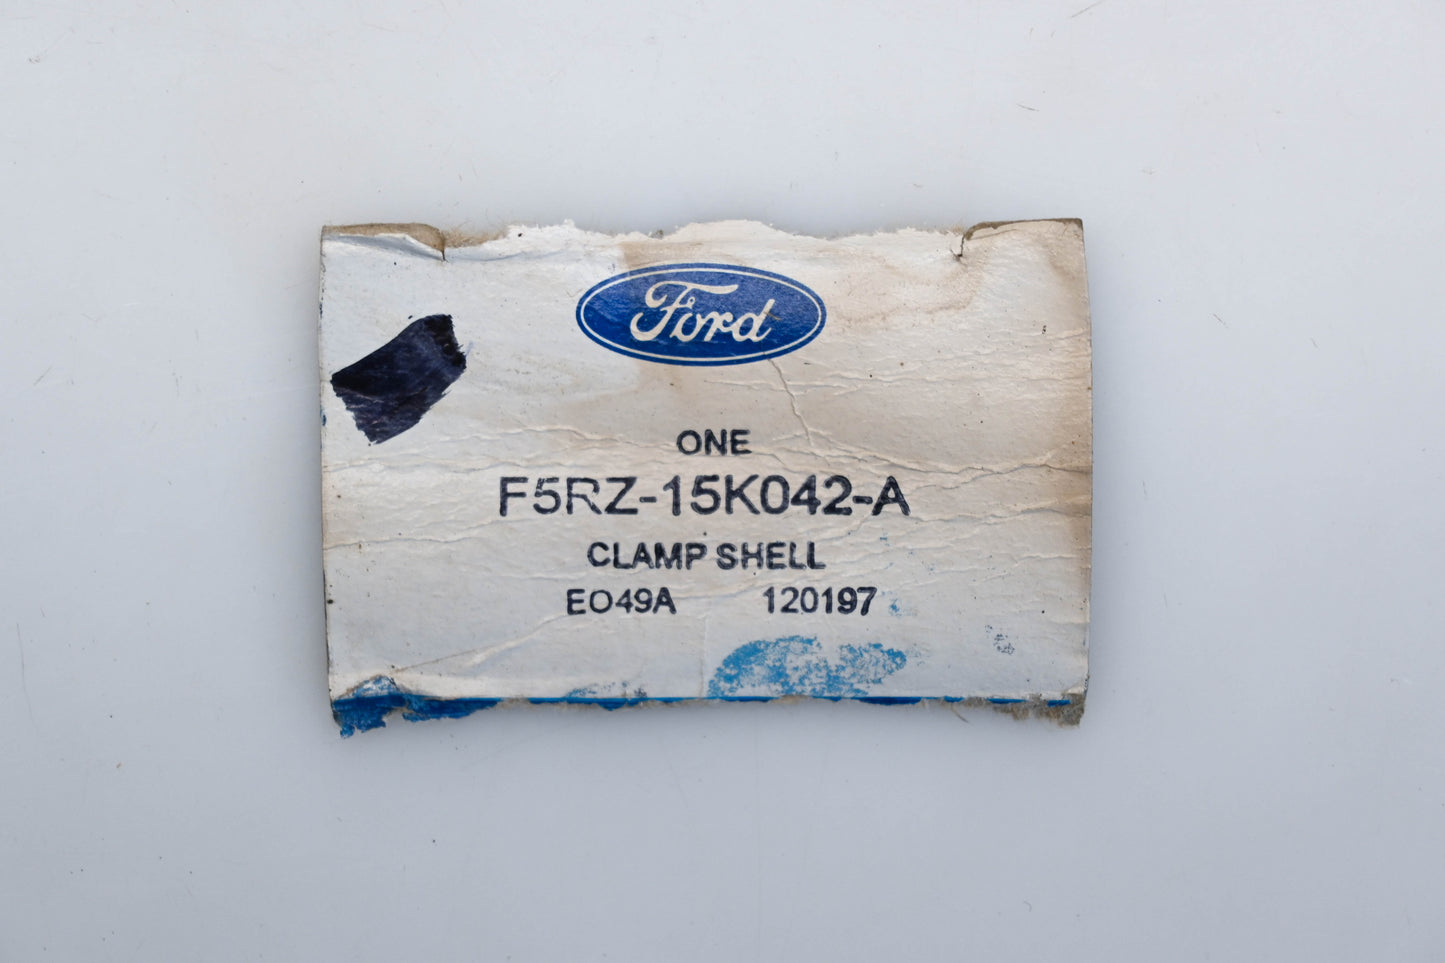 Ford
ONE
F5RZ-15K042-A
CLAMP SHELL
EO49A 120197